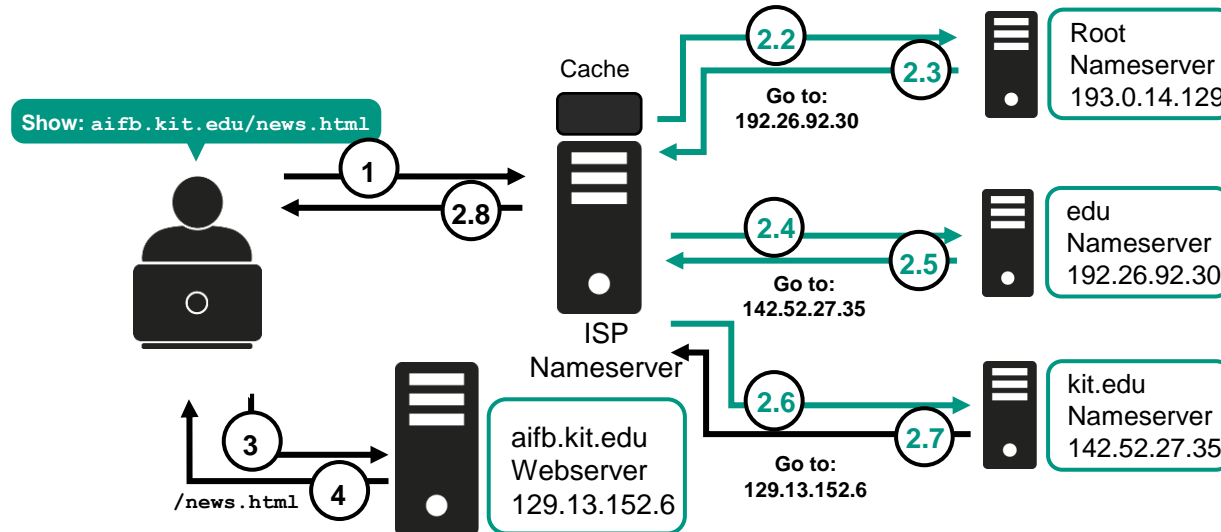 2.2
Root
Nameserver
193.0.14.129
2.3
Cache
Go to:
192.26.92.30
Show: aifb.kit.edu/news.html
1
2.8
2.4
edu
Nameserver
192.26.92.30
2.5
Go to:
142.52.27.35
ISP
Nameserver
2.6
kit.edu
Nameserver
142.52.27.35
2.7
Go to:
129.13.152.6
3
aifb.kit.edu
Webserver
129.13.152.6
4
/news.html